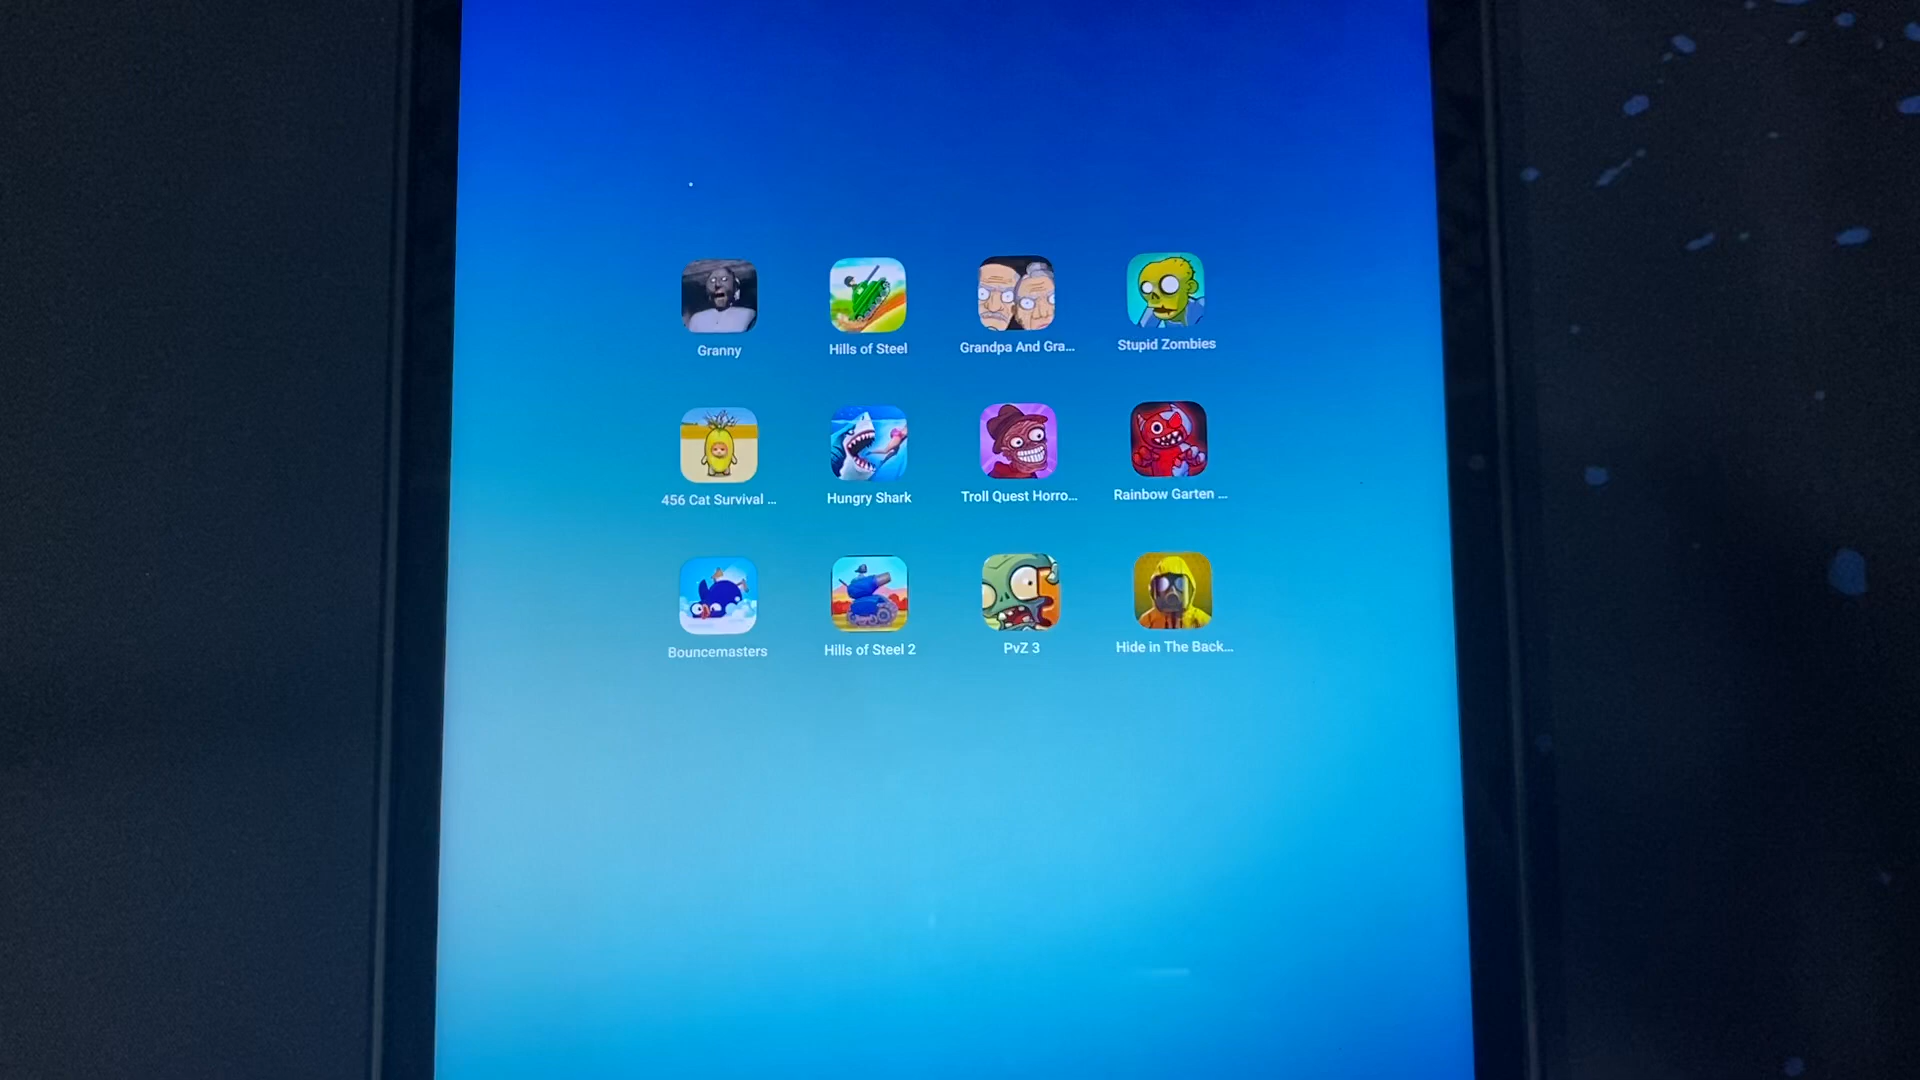 Granny
Hills of Steel
Grandpa And Gra...
Stupid Zombies
456 Cat Survival ...
Hungry Shark
Troll Quest Horro...
Rainbow Garten ...
Bouncemasters
Hills of Steel 2
PvZ 3
Hide in The Back...